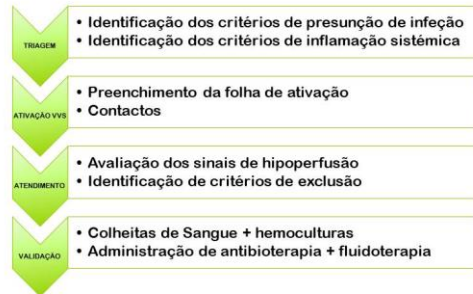 TRIAGEM
• Identificação dos critérios de presunção de infeção
• Identificação dos critérios de inflamação sistémica
ATIVAÇÃO VVS
• Preenchimento da folha de ativação
• Contactos
ATENDIMENTO
• Avaliação dos sinais de hipoperfusão
• Identificação de critérios de exclusão
VALIDAÇÃO
• Colheitas de Sangue + hemoculturas
• Administração de antibioterapia + fluidoterapia